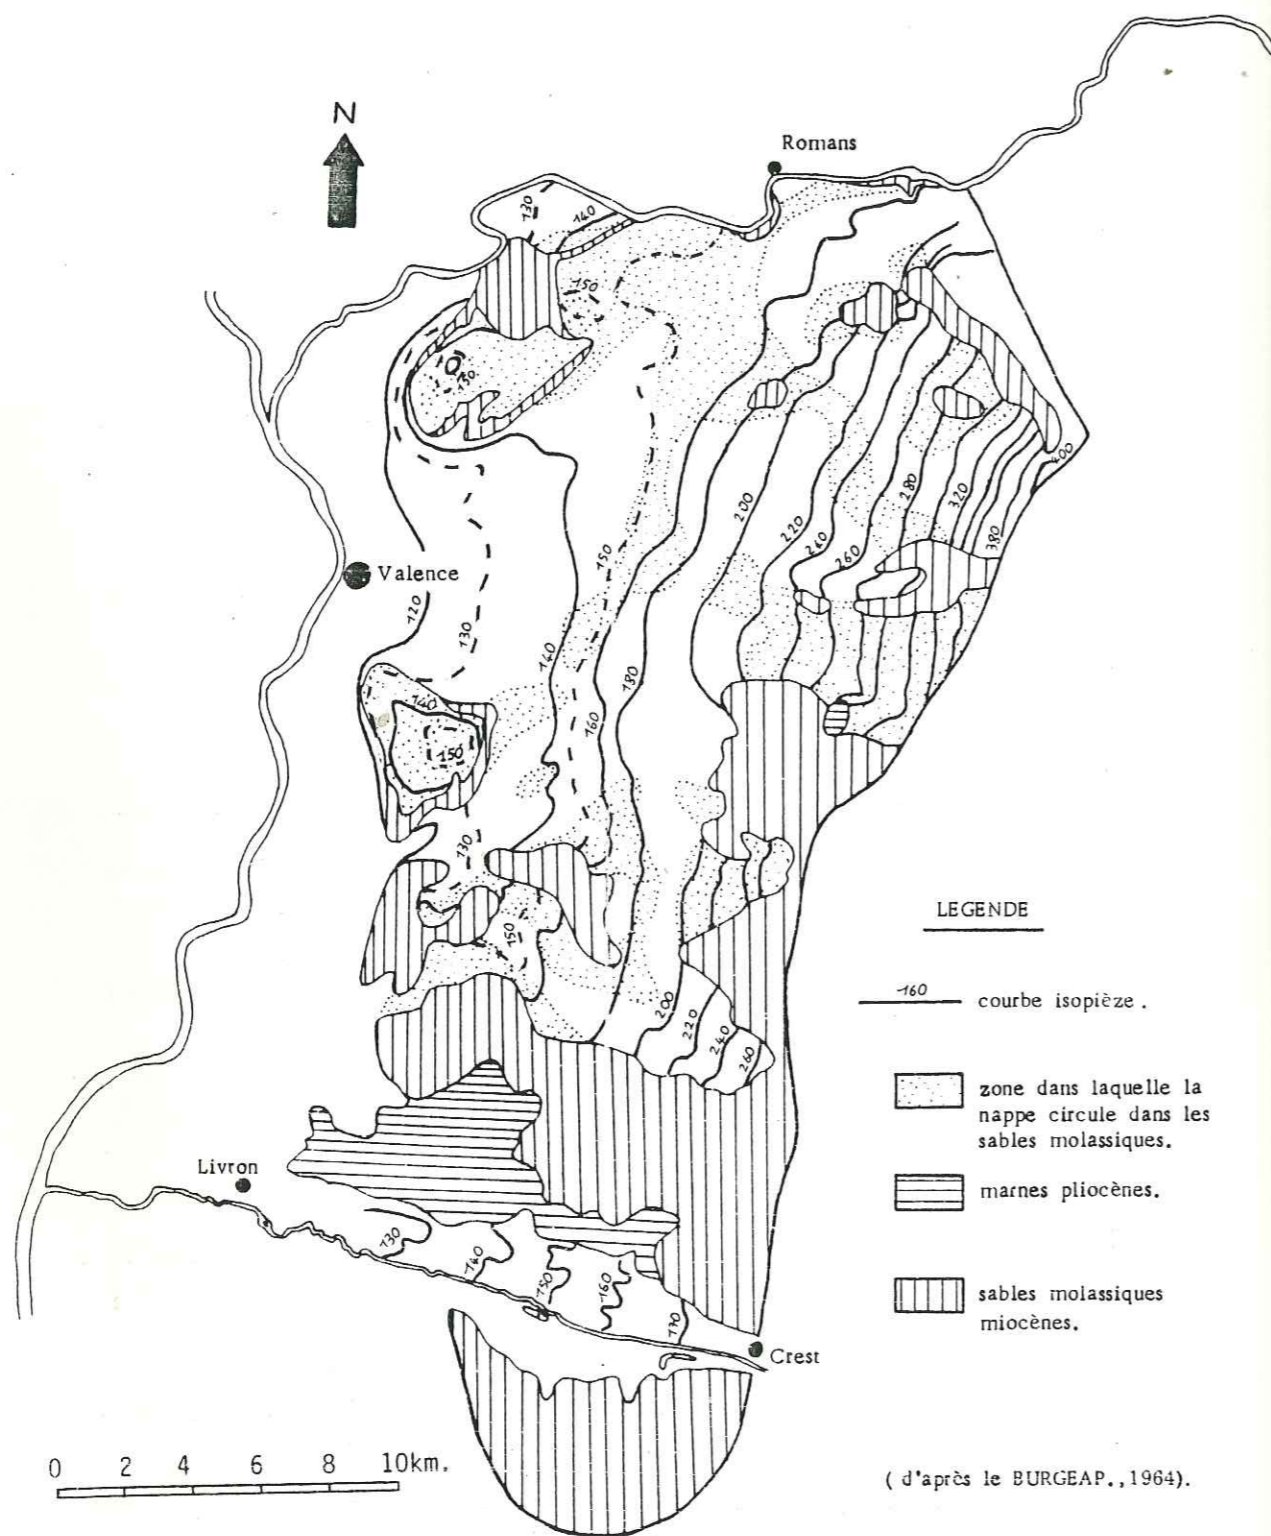 N
Romans
130
140
150
130
400
200
220
240
260
280
320
380
Valence
120
130
140
150
160
180
140
150
130
150
LEGENDE
160
courbe isopièze .
200
220
240
260
zone dans laquelle la
nappe circule dans les
sables molassiques.
Livron
marnes pliocènes.
130
140
150
160
170
sables molassiques
miocènes.
Crest
0 2 4 6 8 10km.
( d'après le BURGEAP.,1964).